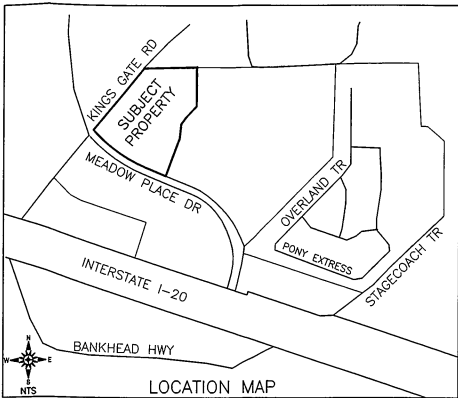 KINGS GATE RD
SUBJECT
PROPERTY
MEADOW PLACE DR
OVERLAND TR
PONY EXTRESS
STAGECOACH TR
INTERSTATE I-20
BANKHEAD HWY
N
W
E
S
NTS
LOCATION MAP